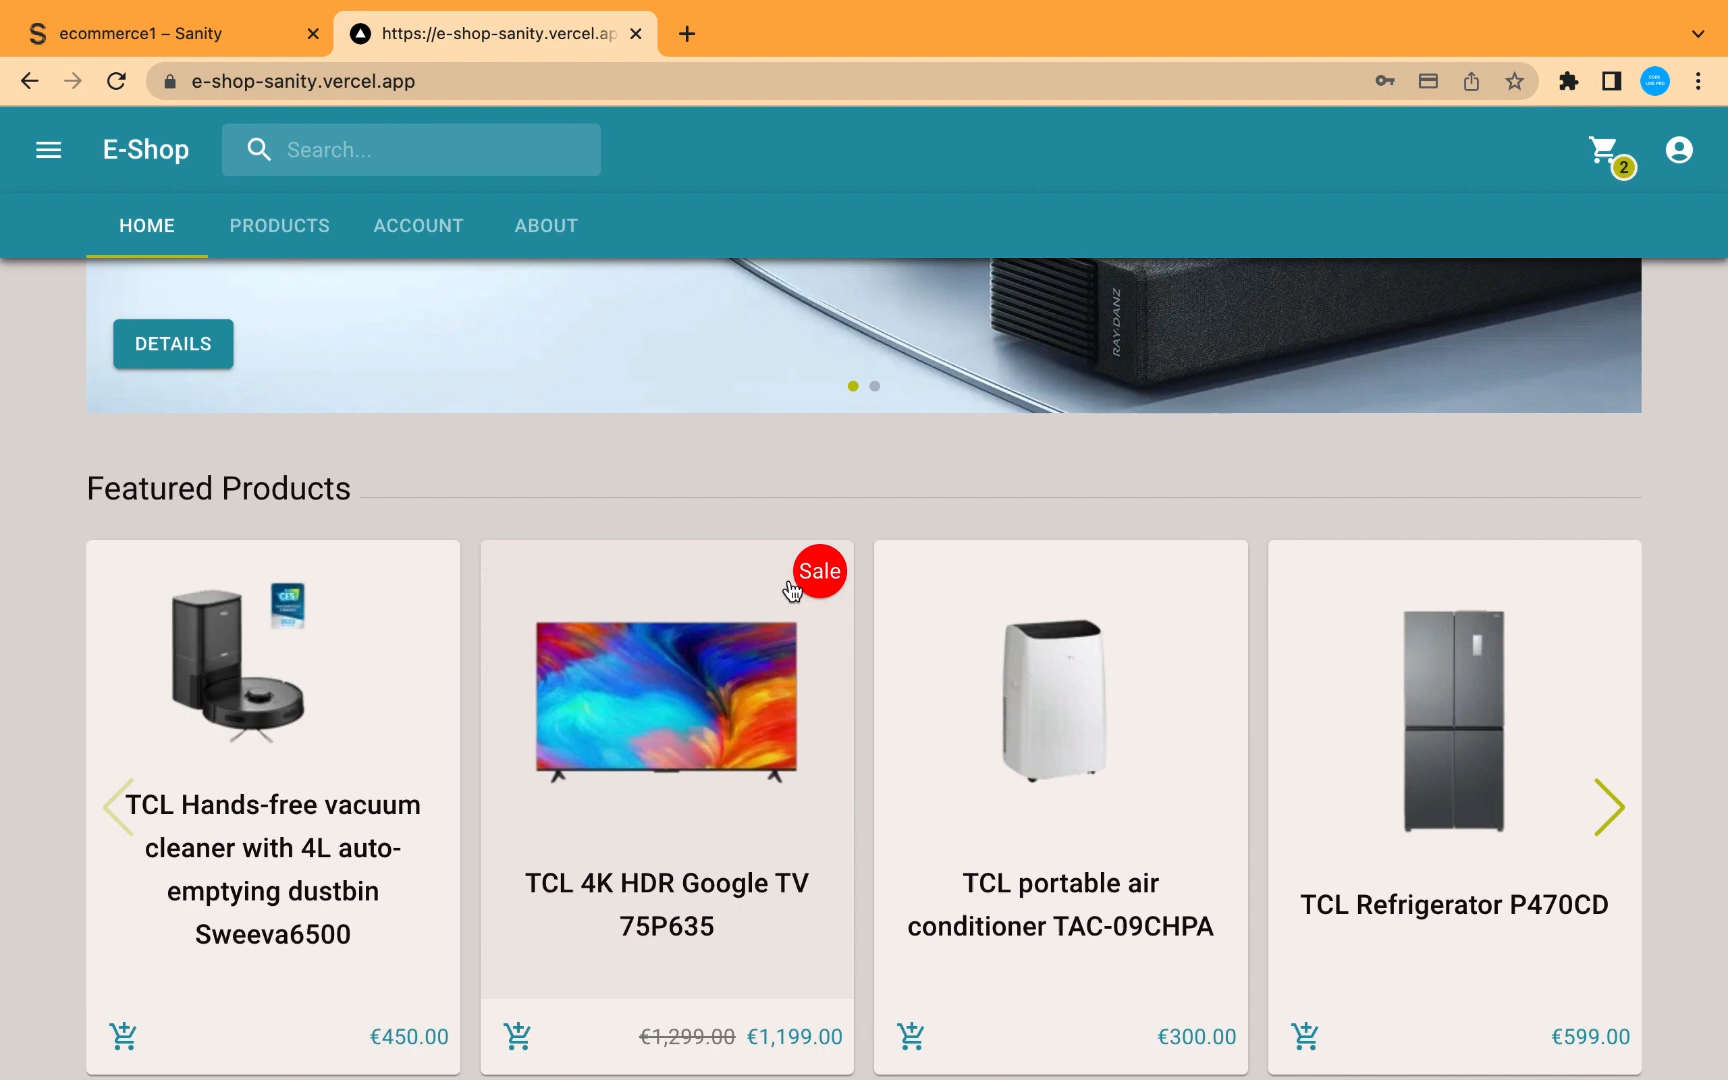 ecommerce1 – Sanity
https://e-shop-sanity.vercel.ap
e-shop-sanity.vercel.app
E-Shop
Search...
2
HOME
PRODUCTS
ACCOUNT
ABOUT
DETAILS
RAY·DANZ
Featured Products
Sale
CES
TCL Hands-free vacuum
cleaner with 4L auto-
emptying dustbin
Sweeva6500
TCL 4K HDR Google TV
75P635
TCL portable air
conditioner TAC-09CHPA
TCL Refrigerator P470CD
€450.00
€1,299.00 €1,199.00
€300.00
€599.00